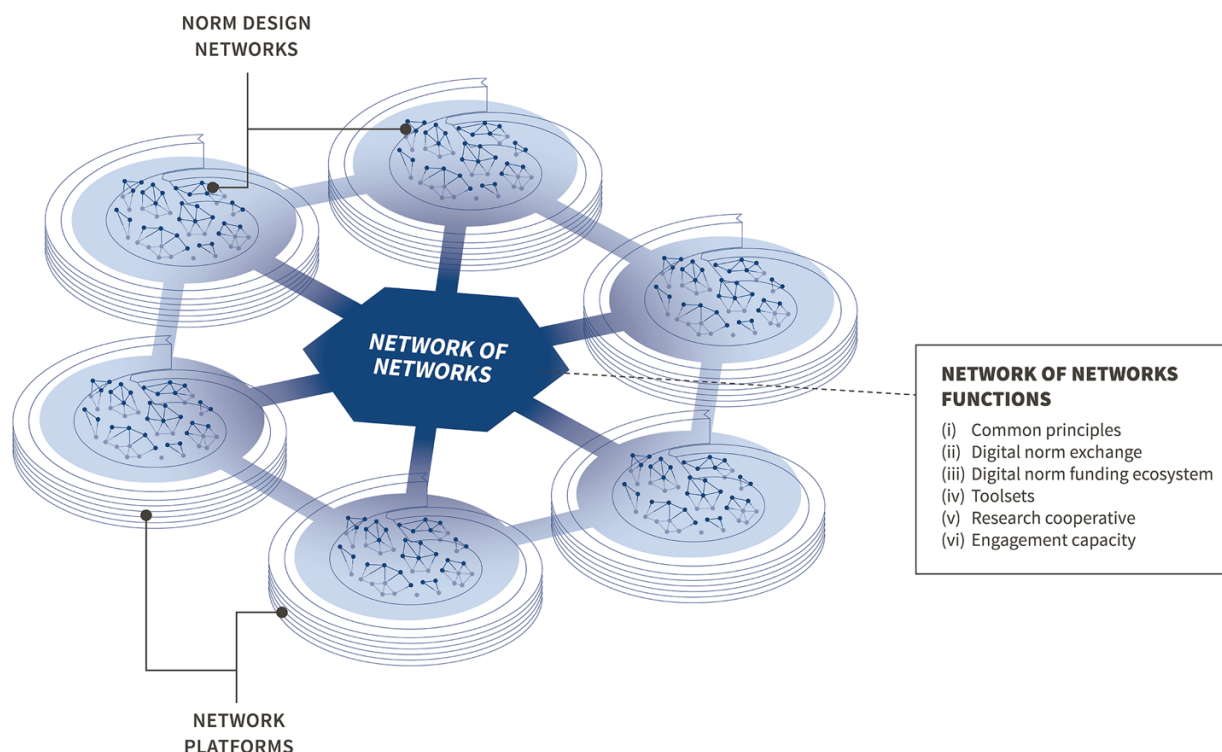 NORM DESIGN
NETWORKS
NETWORK OF
NETWORKS
NETWORK OF NETWORKS
FUNCTIONS
(i) Common principles
(ii) Digital norm exchange
(iii) Digital norm funding ecosystem
(iv) Toolsets
(v) Research cooperative
(vi) Engagement capacity
NETWORK
PLATFORMS